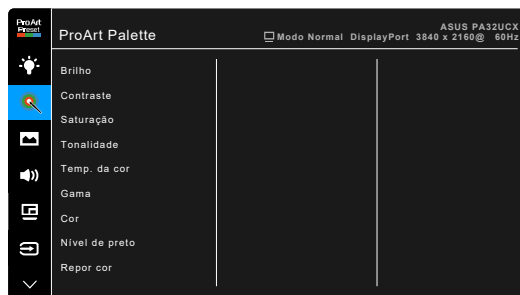 ProArt
Preset
ProArt Palette
ASUS PA32UCX
Modo Normal DisplayPort 3840 x 2160@ 60Hz
Brilho
Contraste
Saturação
Tonalidade
Temp. da cor
Gama
Cor
Nível de preto
Repor cor